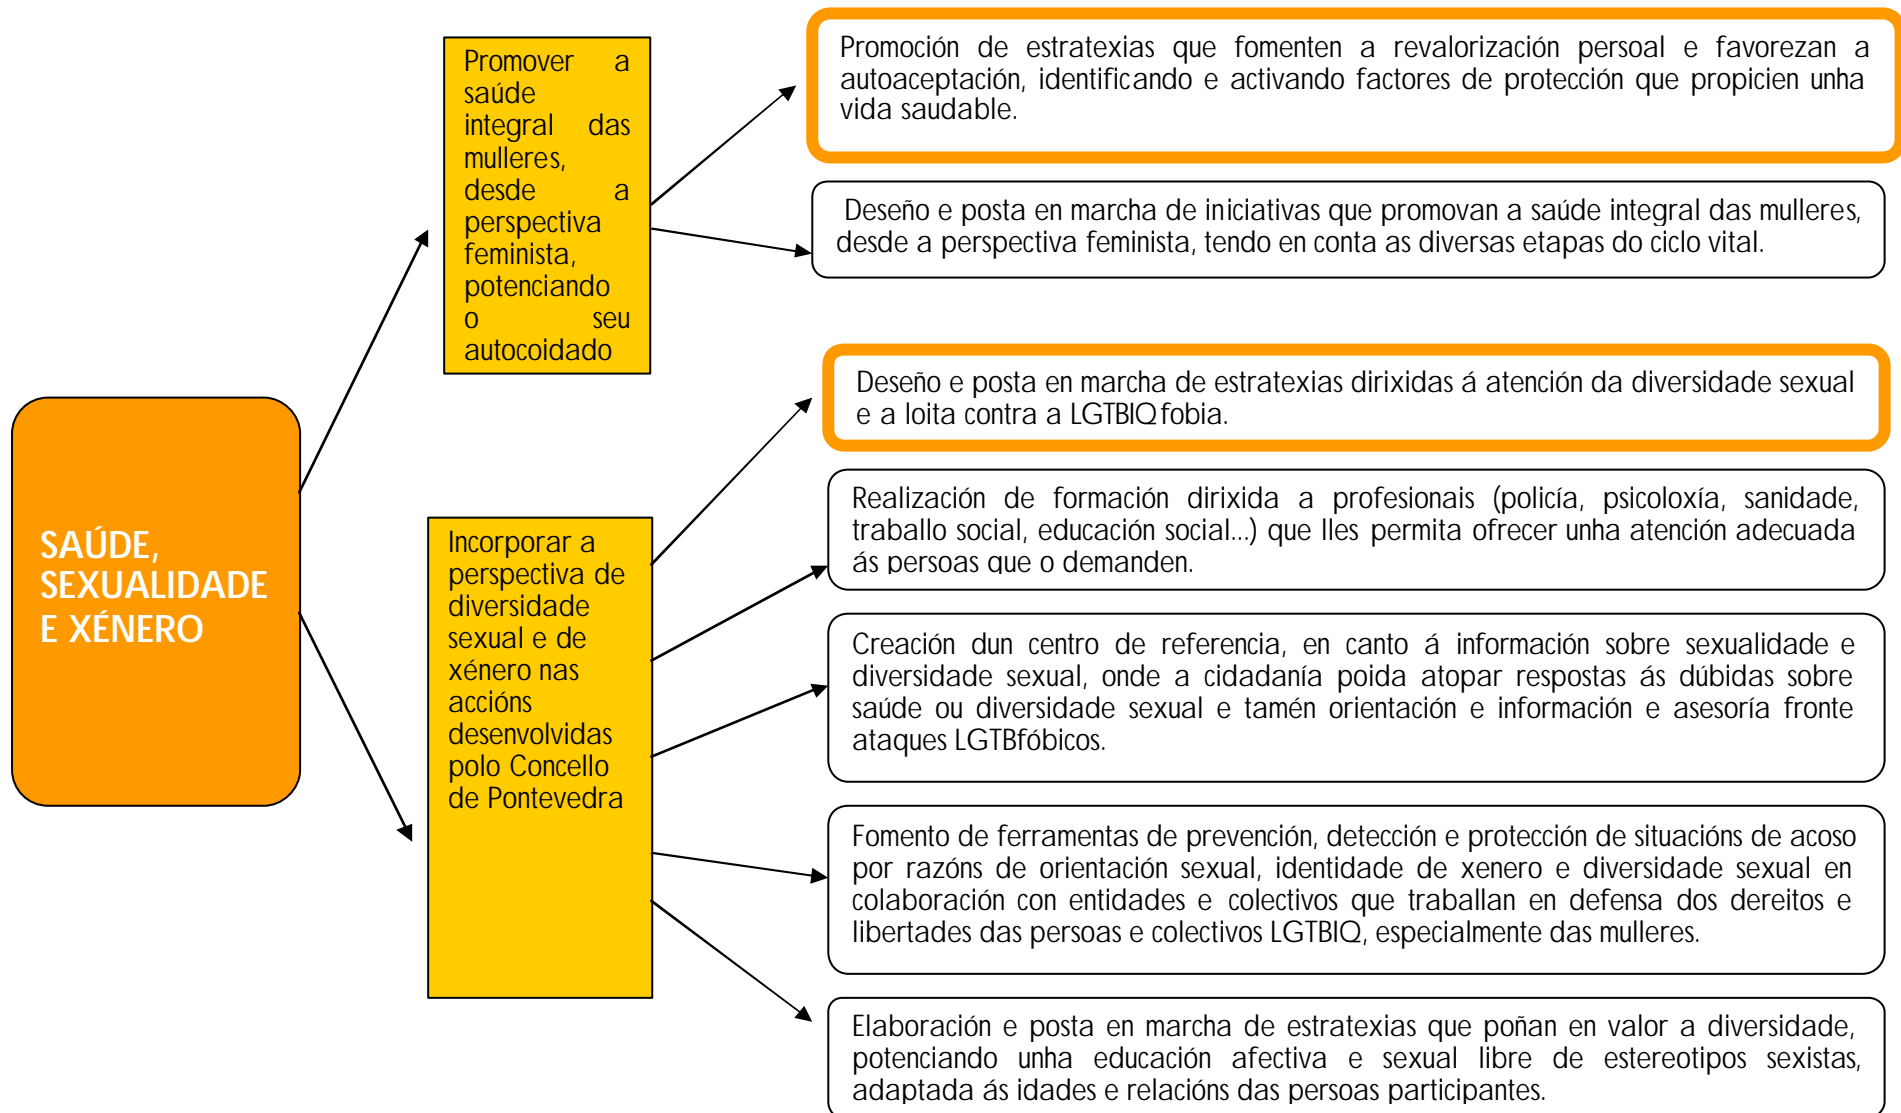 SAÚDE,
SEXUALIDADE
E XÉNERO
Promover a
saúde
integral das
mulleres,
desde a
perspectiva
feminista,
potenciando
o seu
autocoidado
Promoción de estratexias que fomenten a revalorización persoal e favorezan a
autoaceptación, identificando e activando factores de protección que propicien unha
vida saudable.
Deseño e posta en marcha de iniciativas que promovan a saúde integral das mulleres,
desde a perspectiva feminista, tendo en conta as diversas etapas do ciclo vital.
Incorporar a
perspectiva de
diversidade
sexual e de
xénero nas
accións
desenvolvidas
polo Concello
de Pontevedra
Deseño e posta en marcha de estratexias dirixidas á atención da diversidade sexual
e a loita contra a LGTBIQfobia.
Realización de formación dirixida a profesionais (policía, psicoloxía, sanidade,
traballo social, educación social...) que lles permita ofrecer unha atención adecuada
ás persoas que o demanden.
Creación dun centro de referencia, en canto á información sobre sexualidade e
diversidade sexual, onde a cidadanía poida atopar respostas ás dúbidas sobre
saúde ou diversidade sexual e tamén orientación e información e asesoría fronte
ataques LGTBfóbicos.
Fomento de ferramentas de prevención, detección e protección de situacións de acoso
por razóns de orientación sexual, identidade de xenero e diversidade sexual en
colaboración con entidades e colectivos que traballan en defensa dos dereitos e
libertades das persoas e colectivos LGTBIQ, especialmente das mulleres.
Elaboración e posta en marcha de estratexias que poñan en valor a diversidade,
potenciando unha educación afectiva e sexual libre de estereotipos sexistas,
adaptada ás idades e relacións das persoas participantes.